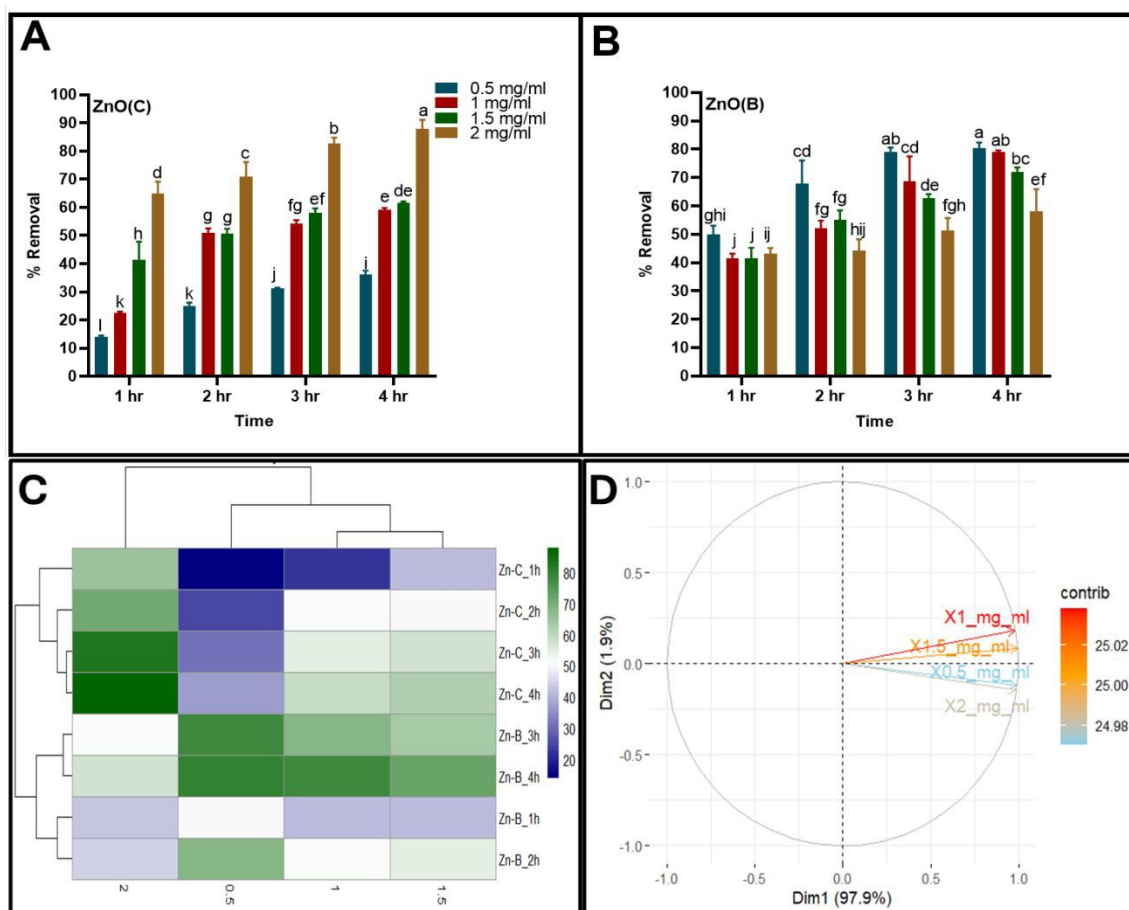 A
ZnO(C)
0.5 mg/ml
1 mg/ml
1.5 mg/ml
2 mg/ml
% Removal
100
90
80
70
60
50
40
30
20
10
0
l
k
h
d
k
g
g
c
j
fg
ef
b
i
e
de
a
1 hr
2 hr
3 hr
4 hr
Time
B
ZnO(B)
% Removal
100
90
80
70
60
50
40
30
20
10
0
ghi
j
j
ij
cd
fg
fg
hij
ab
cd
de
fgh
a
ab
bc
ef
1 hr
2 hr
3 hr
4 hr
Time
C
Zn-C_1h
Zn-C_2h
Zn-C_3h
Zn-C_4h
Zn-B_3h
Zn-B_4h
Zn-B_1h
Zn-B_2h
2
0.5
1
1.5
80
70
60
50
40
30
20
D
1.0
0.5
0.0
-0.5
-1.0
Dim2 (1.9%)
X1_mg_ml
X1.5_mg_ml
X0.5_mg_ml
X2_mg_ml
-1.0
-0.5
0.0
0.5
1.0
Dim1 (97.9%)
contrib
25.02
25.00
24.98